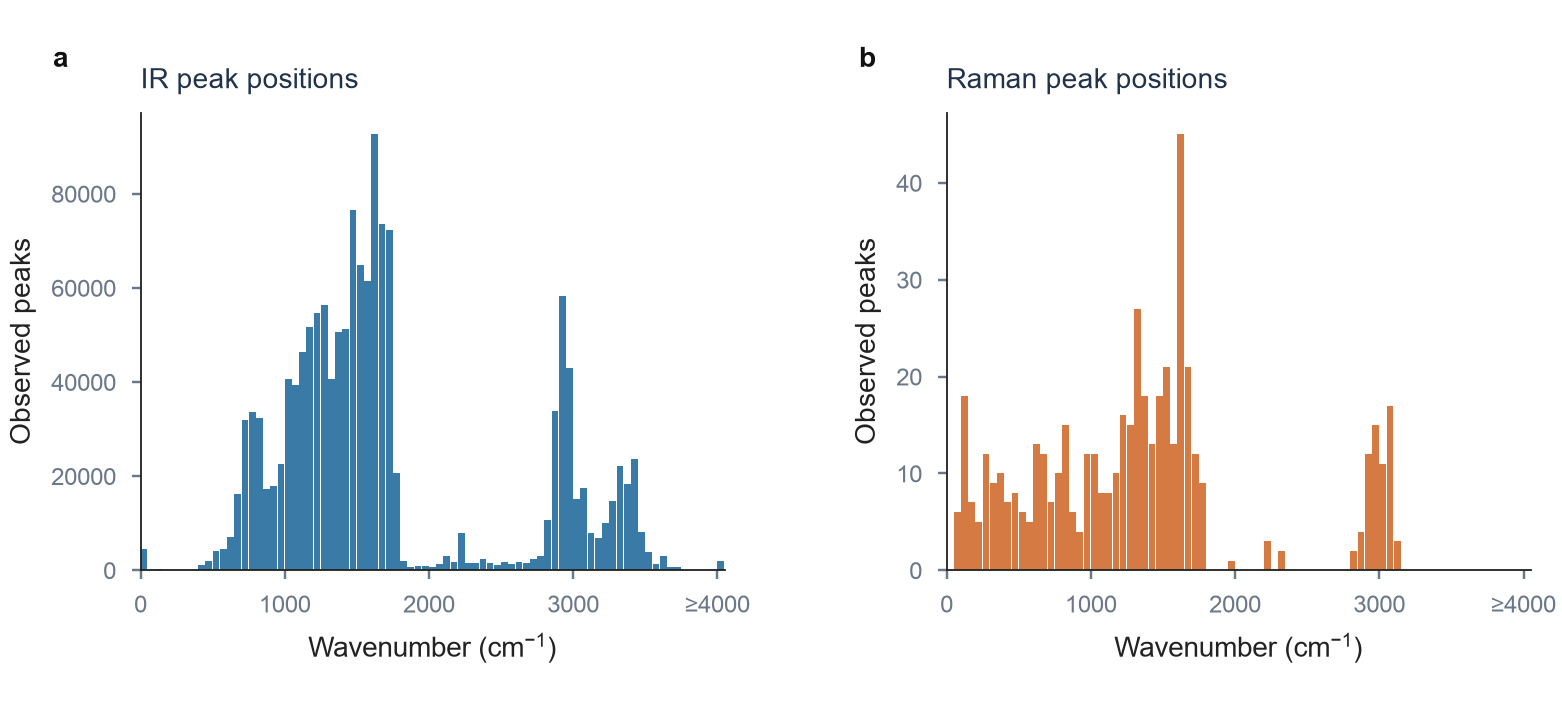 a
IR peak positions
Observed peaks
80000
60000
40000
20000
0
0 1000 2000 3000 ≥4000
Wavenumber (cm⁻¹)
b
Raman peak positions
Observed peaks
40
30
20
10
0
0 1000 2000 3000 ≥4000
Wavenumber (cm⁻¹)